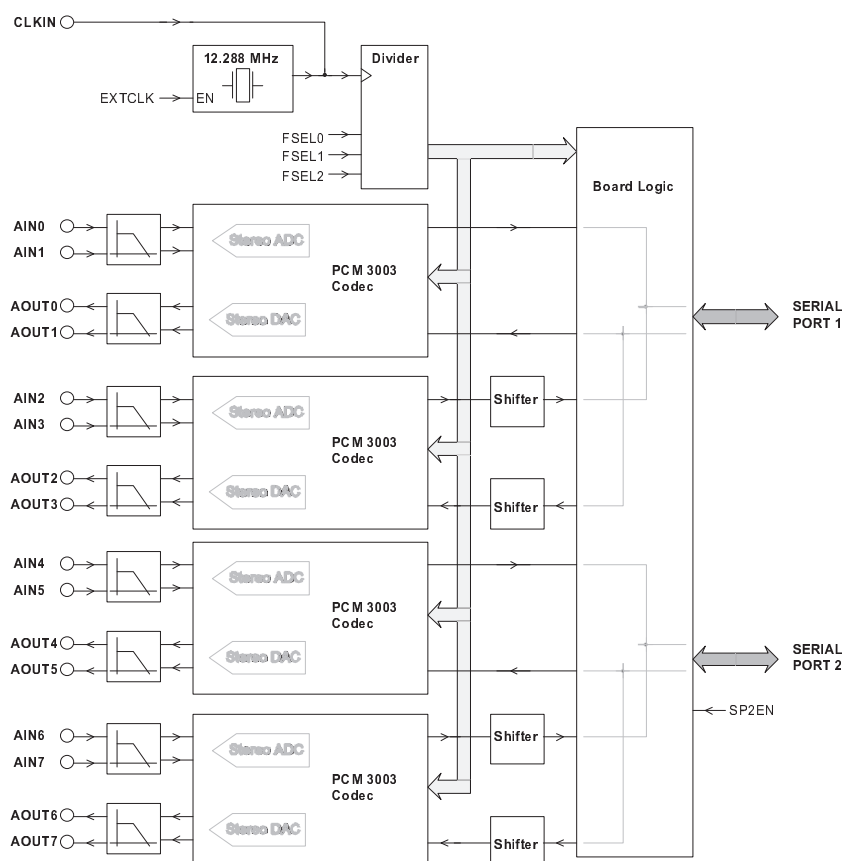 CLKIN
12.288 MHz
Divider
EXTCLK
EN
FSEL0
FSEL1
FSEL2
Board Logic
AIN0
AIN1
Stereo ADC
PCM 3003
Codec
AOUT0
AOUT1
Stereo DAC
SERIAL
PORT 1
AIN2
AIN3
Stereo ADC
PCM 3003
Codec
Shifter
AOUT2
AOUT3
Stereo DAC
Shifter
AIN4
AIN5
Stereo ADC
PCM 3003
Codec
AOUT4
AOUT5
Stereo DAC
SERIAL
PORT 2
SP2EN
AIN6
AIN7
Stereo ADC
PCM 3003
Codec
Shifter
AOUT6
AOUT7
Stereo DAC
Shifter